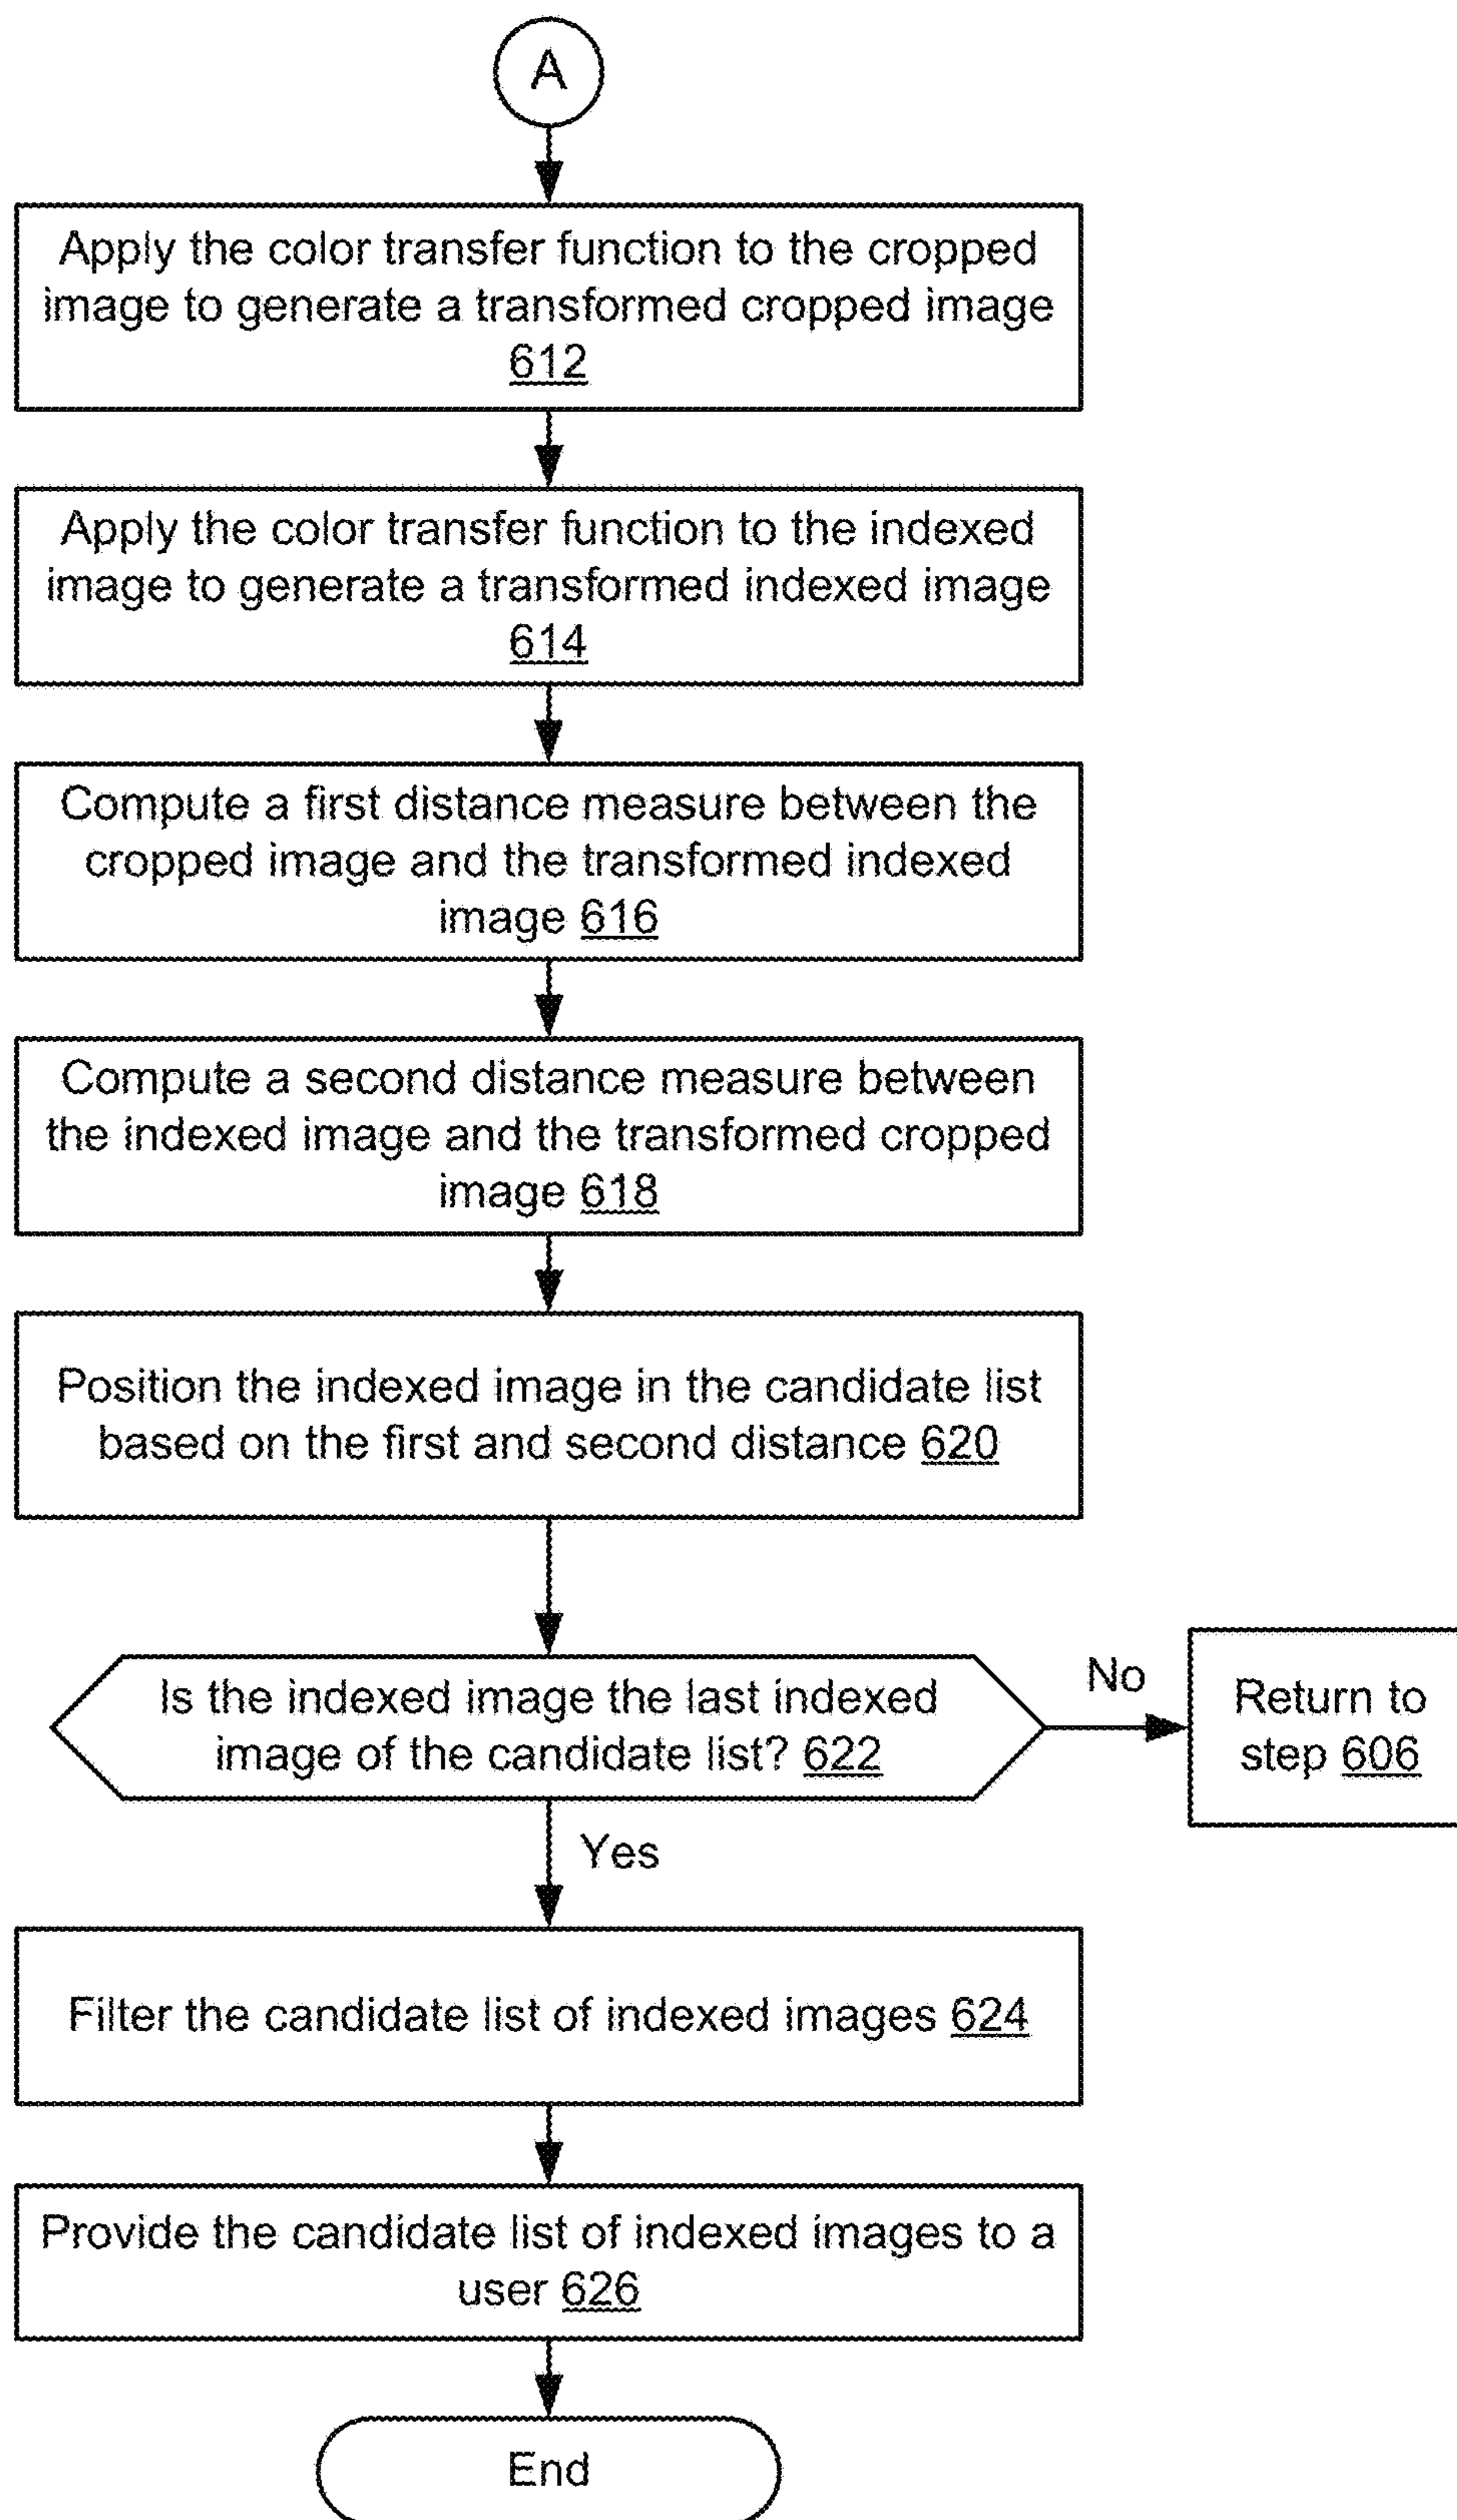 A
Apply the color transfer function to the cropped
image to generate a transformed cropped image
612
Apply the color transfer function to the indexed
image to generate a transformed indexed image
614
Compute a first distance measure between the
cropped image and the transformed indexed
image 616
Compute a second distance measure between
the indexed image and the transformed cropped
image 618
Position the indexed image in the candidate list
based on the first and second distance 620
Is the indexed image the last indexed
image of the candidate list? 622
No
Return to
step 606
Yes
Filter the candidate list of indexed images 624
Provide the candidate list of indexed images to a
user 626
End